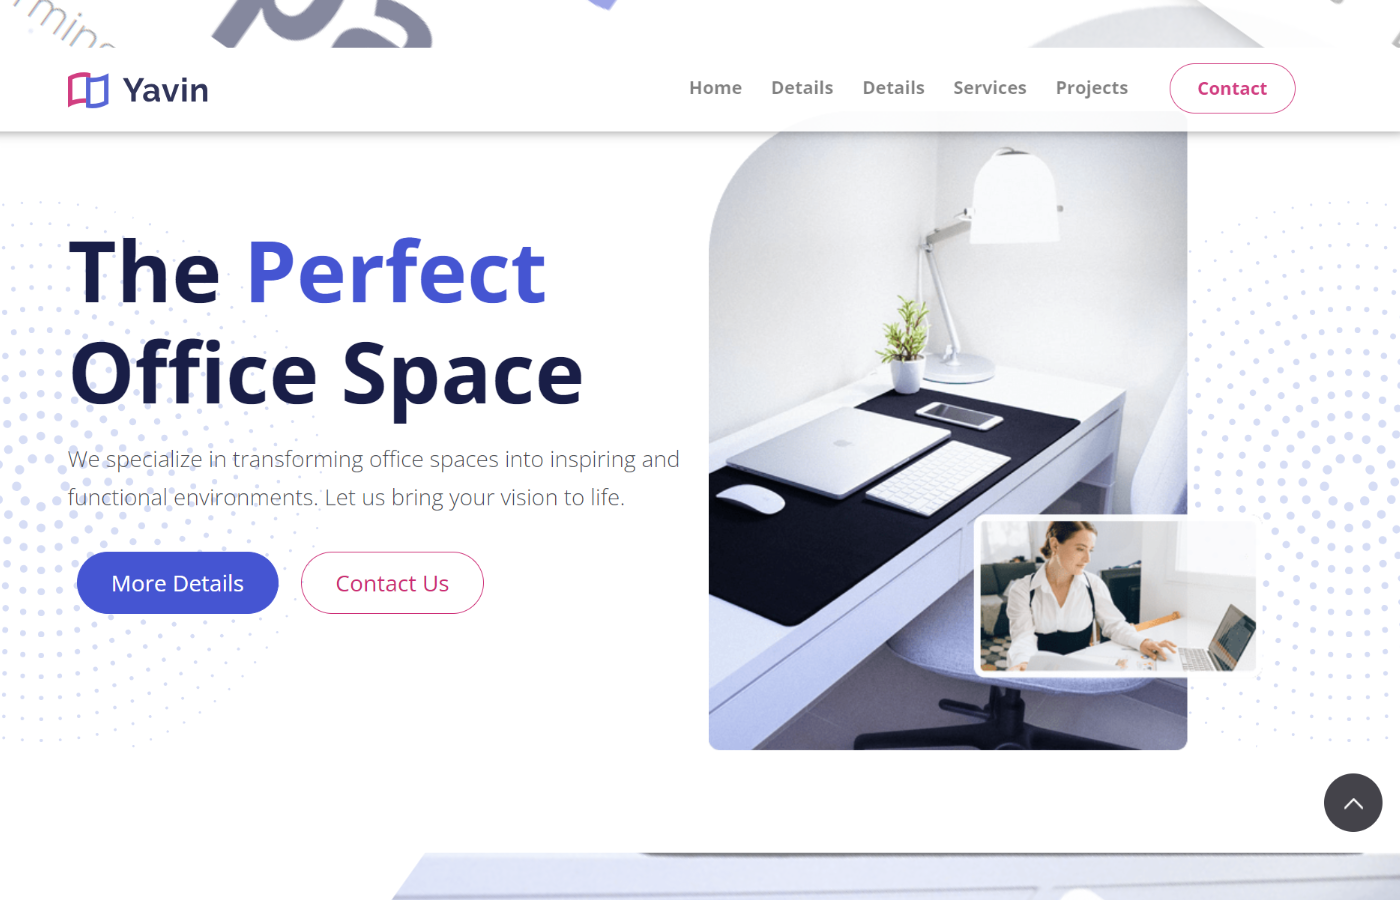 Yavin
Home Details Details Services Projects Contact
The Perfect
Office Space
We specialize in transforming office spaces into inspiring and
functional environments. Let us bring your vision to life.
More Details Contact Us